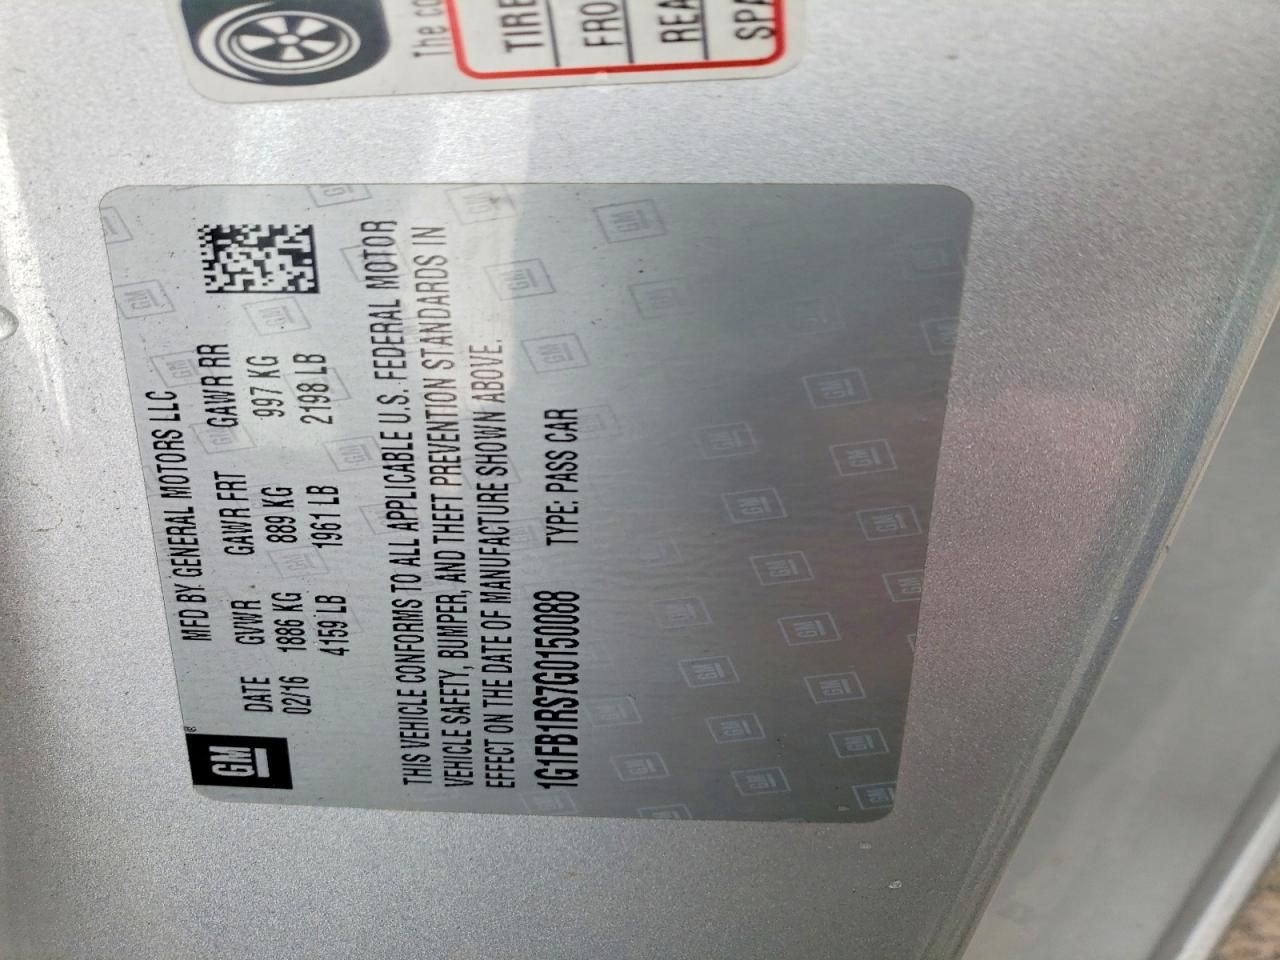 The co
TIRE
FRO
REA
SPA
GM®
MFD BY GENERAL MOTORS LLC
DATE GVWR GAWR FRT GAWR RR
02/16 1886 KG 889 KG 997 KG
4159 LB 1961 LB 2198 LB
THIS VEHICLE CONFORMS TO ALL APPLICABLE U.S. FEDERAL MOTOR
VEHICLE SAFETY, BUMPER, AND THEFT PREVENTION STANDARDS IN
EFFECT ON THE DATE OF MANUFACTURE SHOWN ABOVE.
1G1FB1RS7G0150088 TYPE: PASS CAR